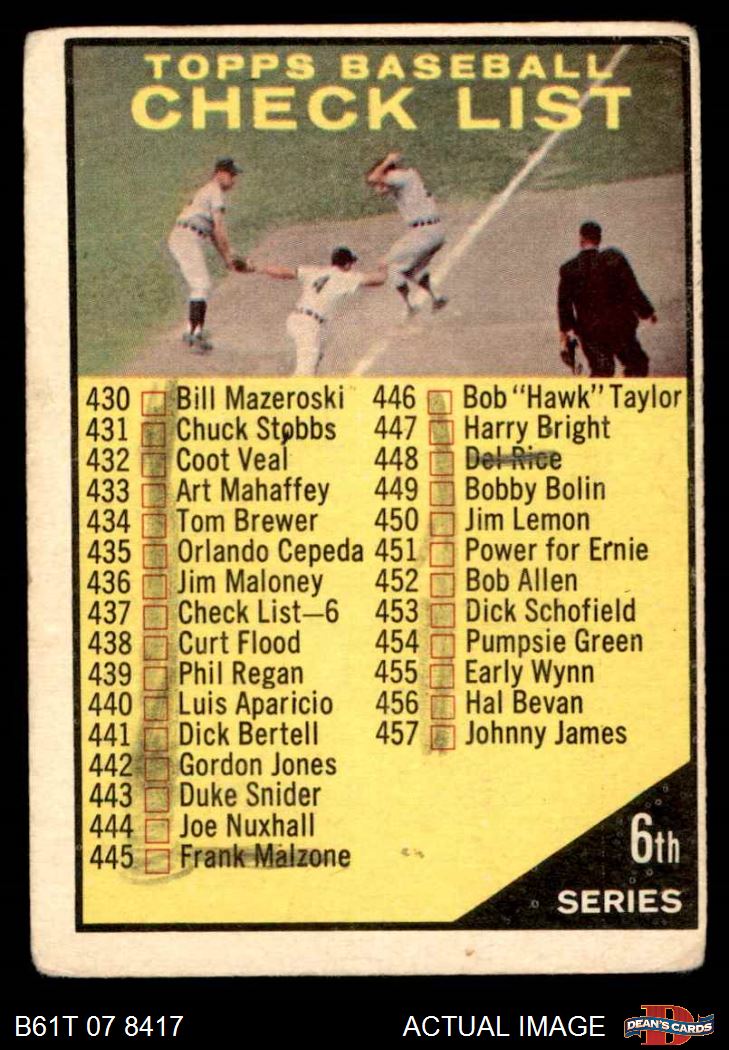 TOPPS BASEBALL
CHECK LIST
4
430 Bill Mazeroski
431 Chuck Stobbs
432 Coot Veal
433 Art Mahaffey
434 Tom Brewer
435 Orlando Cepeda
436 Jim Maloney
437 Check List—6
438 Curt Flood
439 Phil Regan
440 Luis Aparicio
441 Dick Bertell
442 Gordon Jones
443 Duke Snider
444 Joe Nuxhall
445 Frank Malzone
446 Bob "Hawk" Taylor
447 Harry Bright
448 Del Rice
449 Bobby Bolin
450 Jim Lemon
451 Power for Ernie
452 Bob Allen
453 Dick Schofield
454 Pumpsie Green
455 Early Wynn
456 Hal Bevan
457 Johnny James
6th
SERIES
B61T 07 8417
ACTUAL IMAGE
D
DEAN'S CARDS